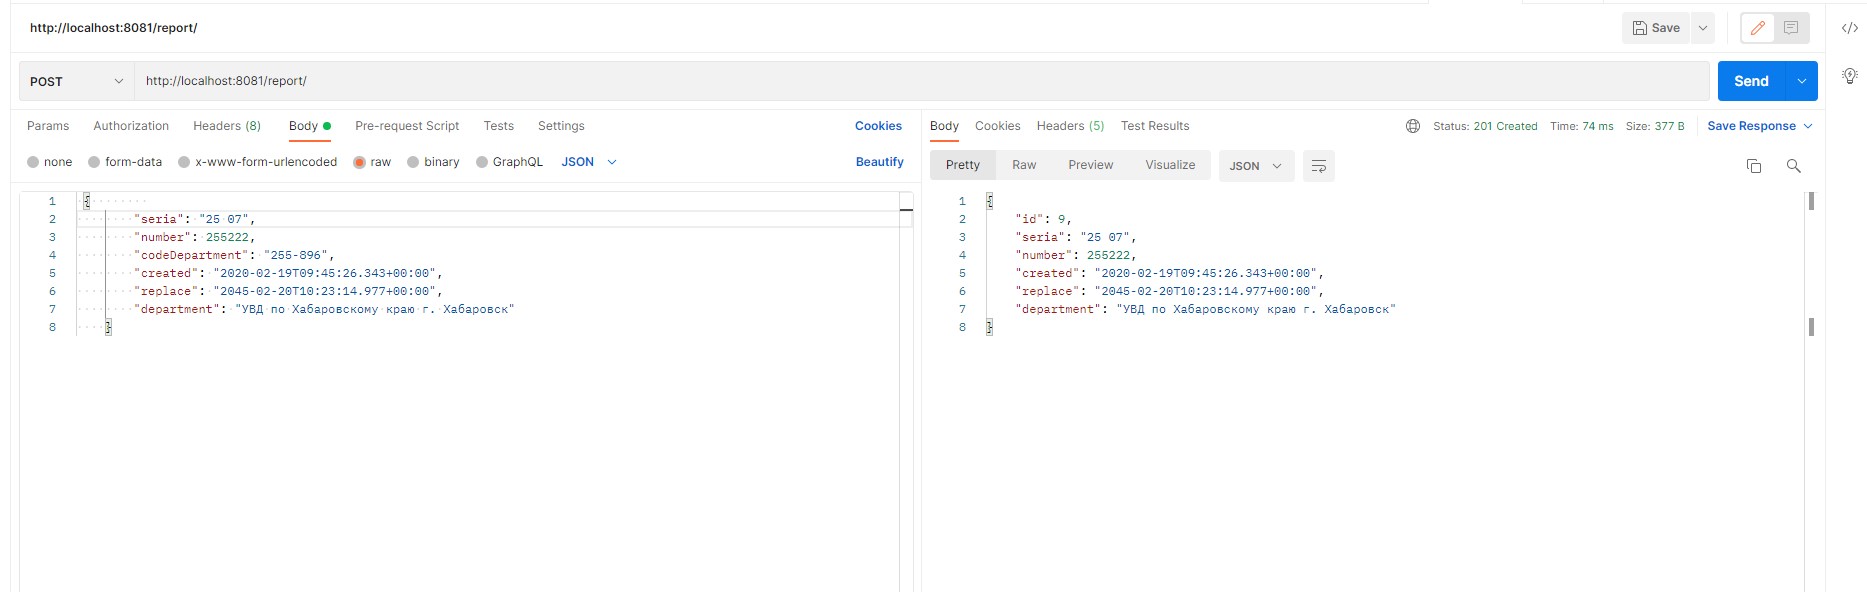 http://localhost:8081/report/
Save
POST http://localhost:8081/report/ Send
Params Authorization Headers (8) Body Pre-request Script Tests Settings Cookies
none form-data x-www-form-urlencoded raw binary GraphQL JSON Beautify
1 {
2 "seria": "25 07",
3 "number": 255222,
4 "codeDepartment": "255-896",
5 "created": "2020-02-19T09:45:26.343+00:00",
6 "replace": "2045-02-20T10:23:14.977+00:00",
7 "department": "УВД по Хабаровскому краю г. Хабаровск"
8 }
Body Cookies Headers (5) Test Results Status: 201 Created Time: 74 ms Size: 377 B Save Response
Pretty Raw Preview Visualize JSON
1 {
2 "id": 9,
3 "seria": "25 07",
4 "number": 255222,
5 "created": "2020-02-19T09:45:26.343+00:00",
6 "replace": "2045-02-20T10:23:14.977+00:00",
7 "department": "УВД по Хабаровскому краю г. Хабаровск"
8 }